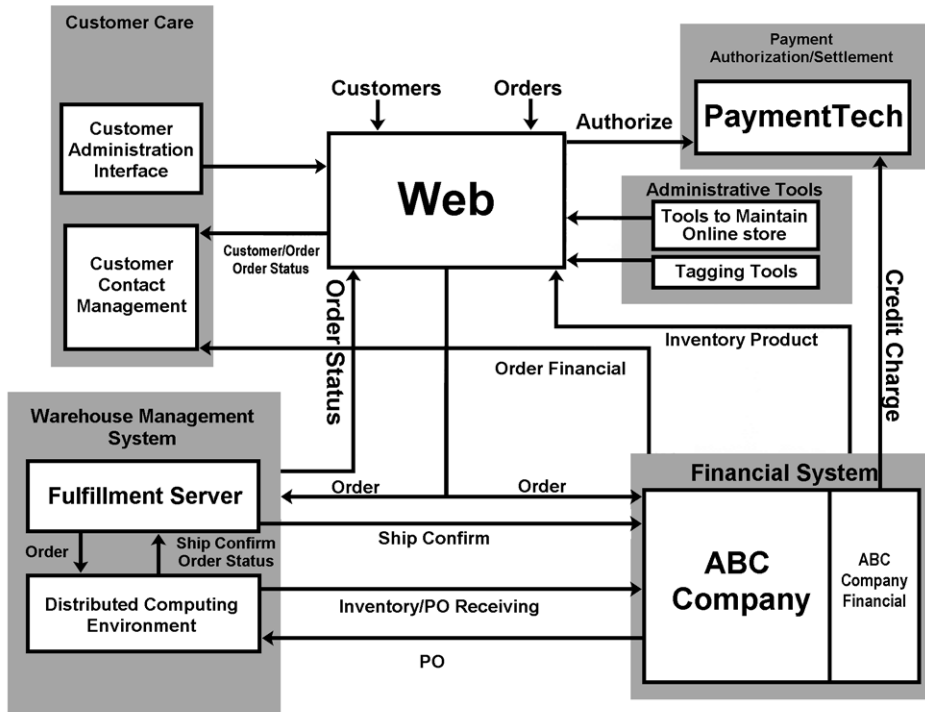 Customer Care
Payment
Authorization/Settlement
Customers
Orders
PaymentTech
Authorize
Customer
Administration
Interface
Web
Administrative Tools
Tools to Maintain
Online store
Tagging Tools
Customer
Contact
Management
Customer/Order
Order Status
Order Status
Inventory Product
Credit Charge
Order Financial
Warehouse Management
System
Financial System
Fulfillment Server
Order
Order
Ship Confirm
Order
Ship Confirm
Order Status
ABC
Company
ABC
Company
Financial
Distributed Computing
Environment
Inventory/PO Receiving
PO